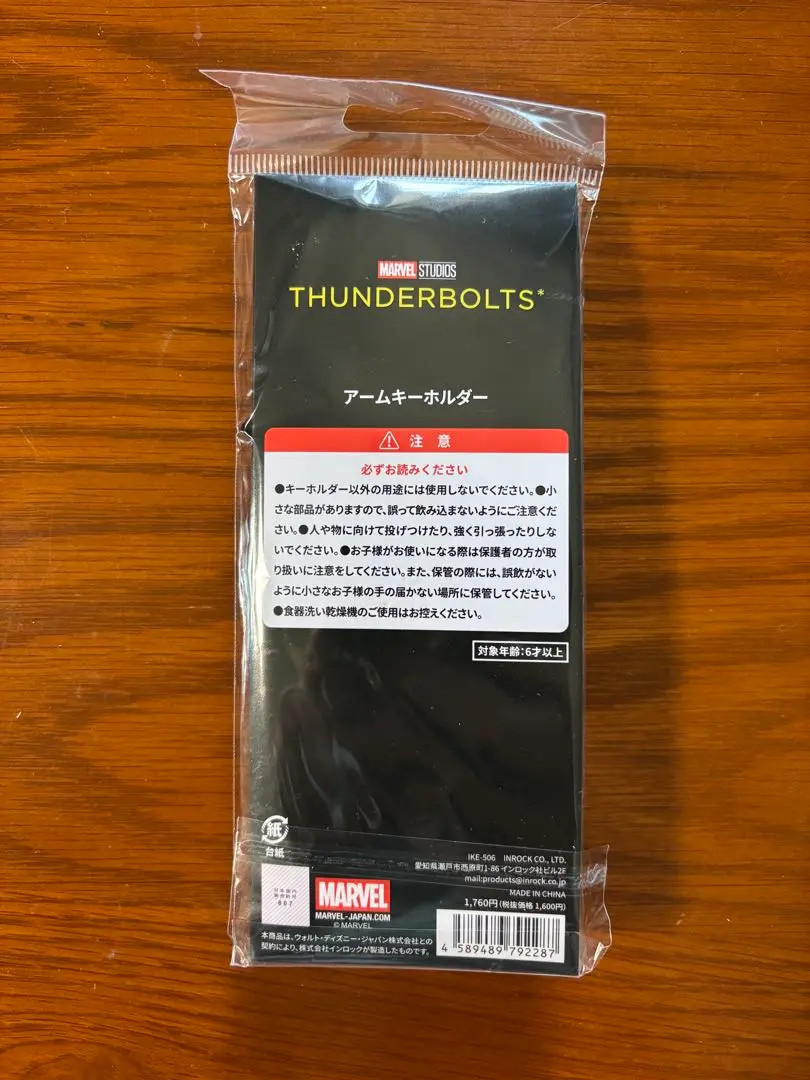 MARVEL STUDIOS
THUNDERBOLTS*
アームキーホルダー
注 意
必ずお読みください
●キーホルダー以外の用途には使用しないでください。●小
さな部品がありますので、誤って飲み込まないようにご注意くだ
さい。●人や物に向けて投げつけたり、強く引っ張ったりしな
いでください。●お子様がお使いになる際は保護者の方が取
り扱いに注意をしてください。また、保管の際には、誤飲がない
ように小さなお子様の手の届かない場所に保管してください。
●食器洗い乾燥機のご使用はお控えください。
対象年齢:6才以上
紙
台紙
IKE-506 INROCK CO., LTD.
愛知県瀬戸市西原町1-86 インロック社ビル2F
mail:products@inrock.co.jp
MADE IN CHINA
1,760円(税抜価格 1,600円)
607
MARVEL
MARVEL-JAPAN.COM
© MARVEL
本商品は、ウォルト・ディズニー・ジャパン株式会社との
契約により、株式会社インロックが製造したものです。
4 589489 792287